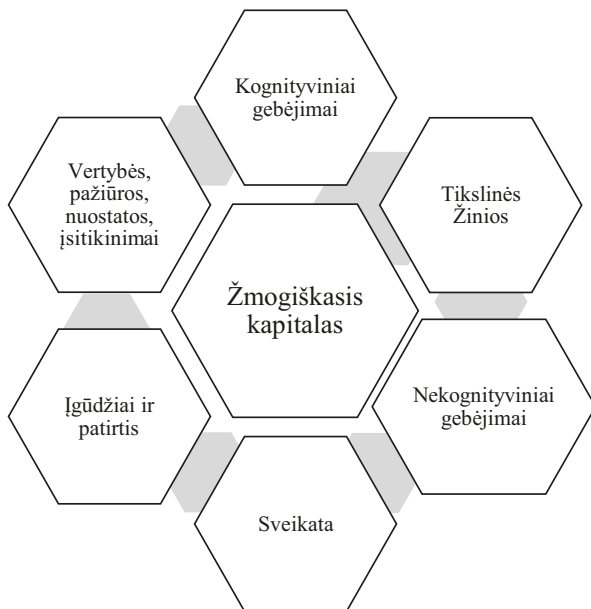 Kognityviniai
gebėjimai
Vertybės,
pažiūros,
nuostatos,
įsitikinimai
Tikslinės
Žinios
Žmogiškasis
kapitalas
Įgūdžiai ir
patirtis
Nekognityviniai
gebėjimai
Sveikata